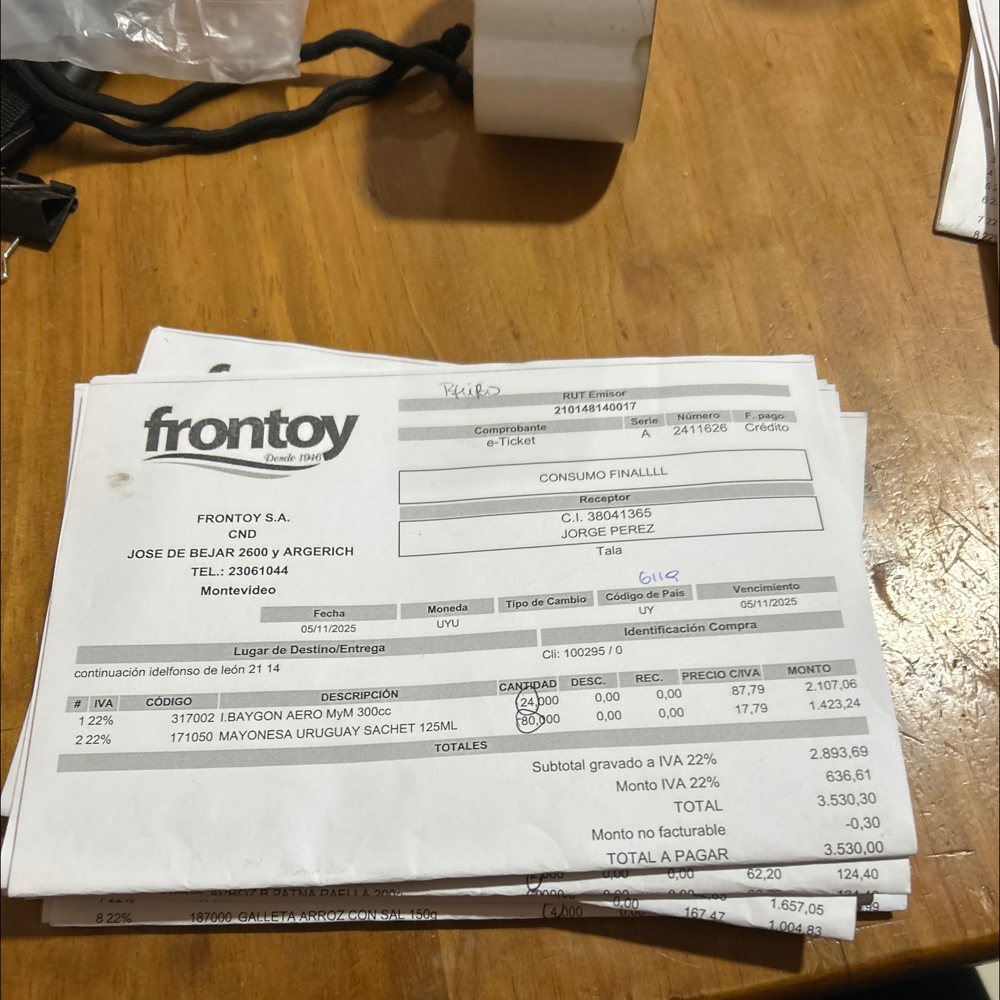 RUT Emisor
210148140017
frontoy
Desde 1946
Comprobante Serie Número F. pago
e-Ticket A 2411626 Crédito
CONSUMO FINALLLL
Receptor
C.I. 38041365
JORGE PEREZ
Tala
FRONTOY S.A.
CND
JOSE DE BEJAR 2600 y ARGERICH
TEL.: 23061044
Montevideo
Fecha Moneda Tipo de Cambio Código de País Vencimiento
05/11/2025 UYU UY 05/11/2025
Lugar de Destino/Entrega Identificación Compra
continuación idelfonso de león 21 14 Cli: 100295 / 0
# IVA CÓDIGO DESCRIPCIÓN CANTIDAD DESC. REC. PRECIO C/IVA MONTO
1 22% 317002 I.BAYGON AERO MyM 300cc 24,000 0,00 0,00 87,79 2.107,06
2 22% 171050 MAYONESA URUGUAY SACHET 125ML 80,000 0,00 0,00 17,79 1.423,24
TOTALES
Subtotal gravado a IVA 22% 2.893,69
Monto IVA 22% 636,61
TOTAL 3.530,30
Monto no facturable -0,30
TOTAL A PAGAR 3.530,00
0,00 0,00 62,20 124,40
8 22% 187000 GALLETA ARROZ CON SAL 150g 4,000 0,00 167,47 1.657,05
1.004,83